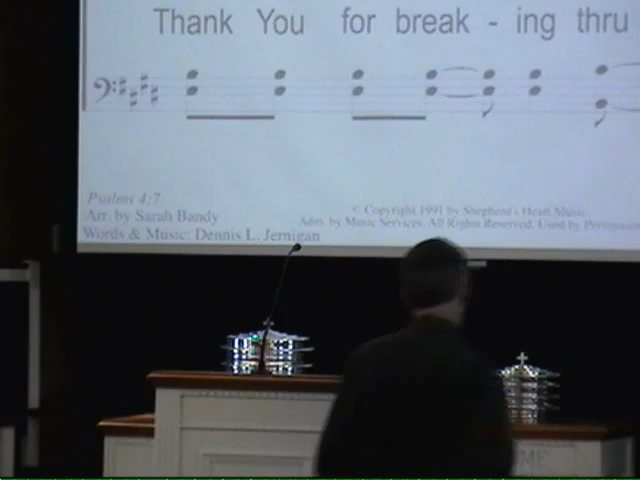 Thank You for break - ing thru
Psalms 4:7
© Copyright 1991 by Shepherd's Heart Music.
Arr. by Sarah Bandy
Adm. by Music Services. All Rights Reserved. Used by Permission
Words & Music: Dennis L. Jernigan
ME